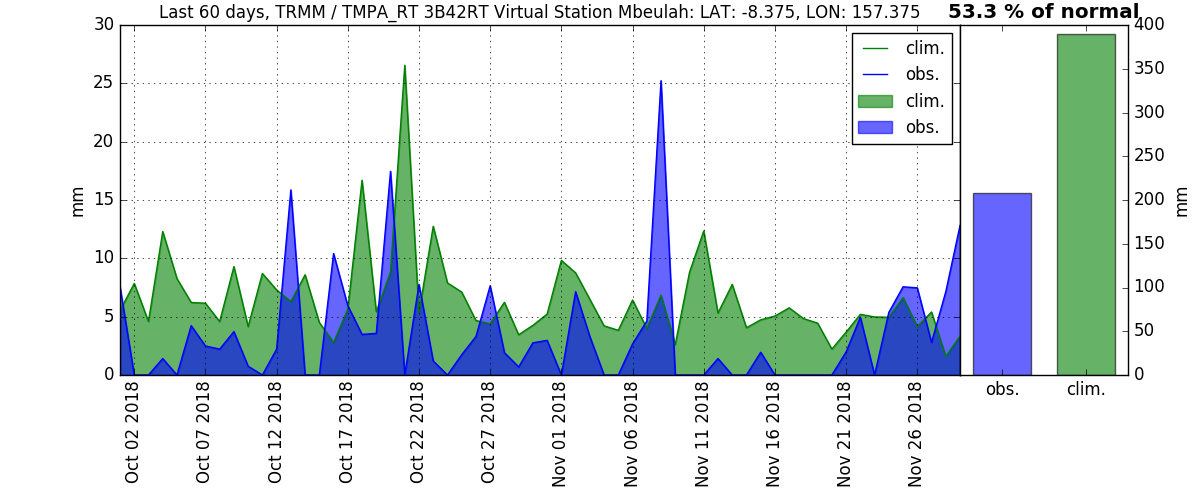 Last 60 days, TRMM / TMPA_RT 3B42RT Virtual Station Mbeulah: LAT: -8.375, LON: 157.375
53.3 % of normal
30
25
20
15
10
5
0
mm
clim.
obs.
clim.
obs.
400
350
300
250
200
150
100
50
0
mm
Oct 02 2018
Oct 07 2018
Oct 12 2018
Oct 17 2018
Oct 22 2018
Oct 27 2018
Nov 01 2018
Nov 06 2018
Nov 11 2018
Nov 16 2018
Nov 21 2018
Nov 26 2018
obs.
clim.